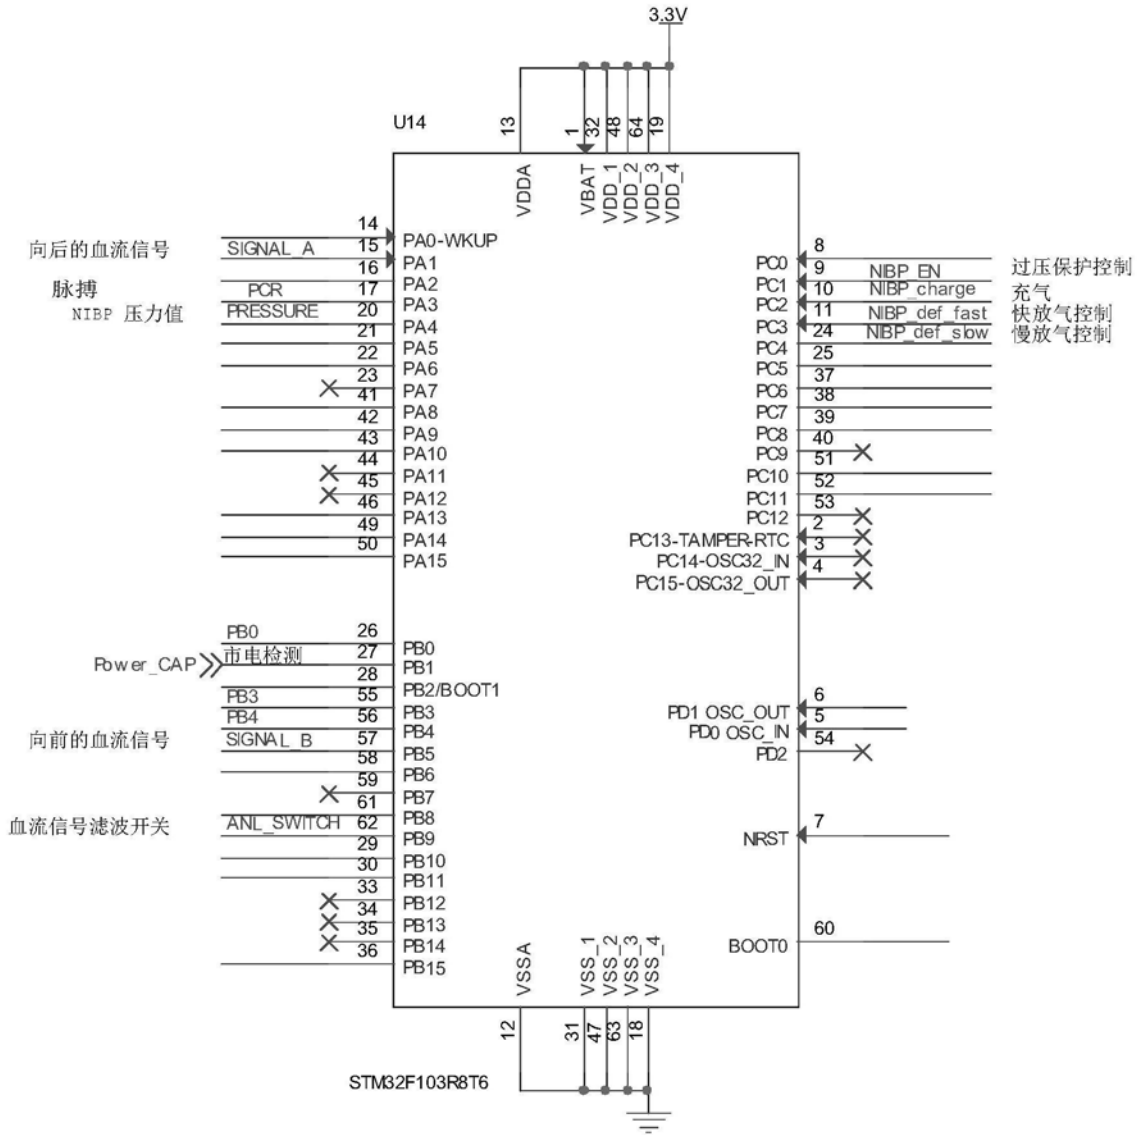 3.3V
U14
13
1
32
48
64
19
VDDA
VBAT
VDD_1
VDD_2
VDD_3
VDD_4
向后的血流信号
SIGNAL_A
脉搏
PCR
NIBP 压力值
PRESSURE
14
15
16
17
20
21
22
23
41
42
43
44
45
46
49
50
PA0-WKUP
PA1
PA2
PA3
PA4
PA5
PA6
PA7
PA8
PA9
PA10
PA11
PA12
PA13
PA14
PA15
PC0
PC1
PC2
PC3
PC4
PC5
PC6
PC7
PC8
PC9
PC10
PC11
PC12
PC13-TAMPER-RTC
PC14-OSC32_IN
PC15-OSC32_OUT
8
9
10
11
24
25
37
38
39
40
51
52
53
2
3
4
NIBP_EN
NIBP_charge
NIBP_def_fast
NIBP_def_slow
过压保护控制
充气
快放气控制
慢放气控制
PB0
Power_CAP
市电检测
PB3
PB4
向前的血流信号
SIGNAL_B
血流信号滤波开关
ANL_SWITCH
26
27
28
55
56
57
58
59
61
62
29
30
33
34
35
36
PB0
PB1
PB2/BOOT1
PB3
PB4
PB5
PB6
PB7
PB8
PB9
PB10
PB11
PB12
PB13
PB14
PB15
PD1 OSC_OUT
PD0 OSC_IN
PD2
NRST
BOOT0
6
5
54
7
60
VSSA
VSS_1
VSS_2
VSS_3
VSS_4
12
31
47
63
18
STM32F103R8T6